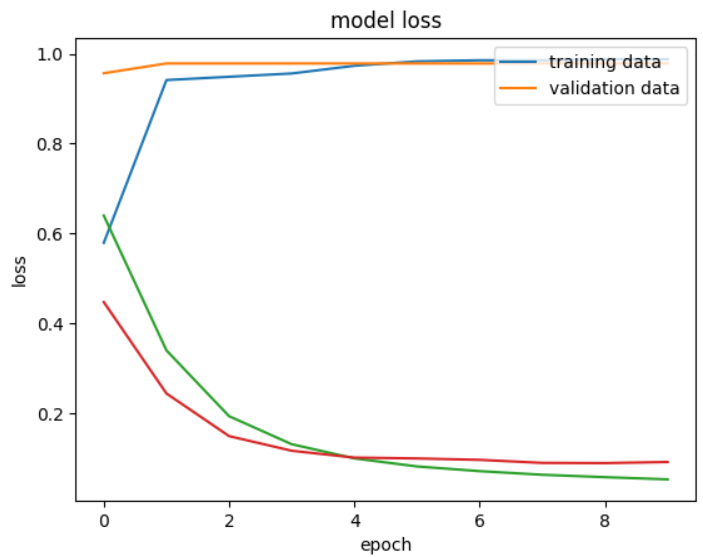 model loss
training data
validation data
1.0
0.8
0.6
0.4
0.2
loss
0 2 4 6 8
epoch